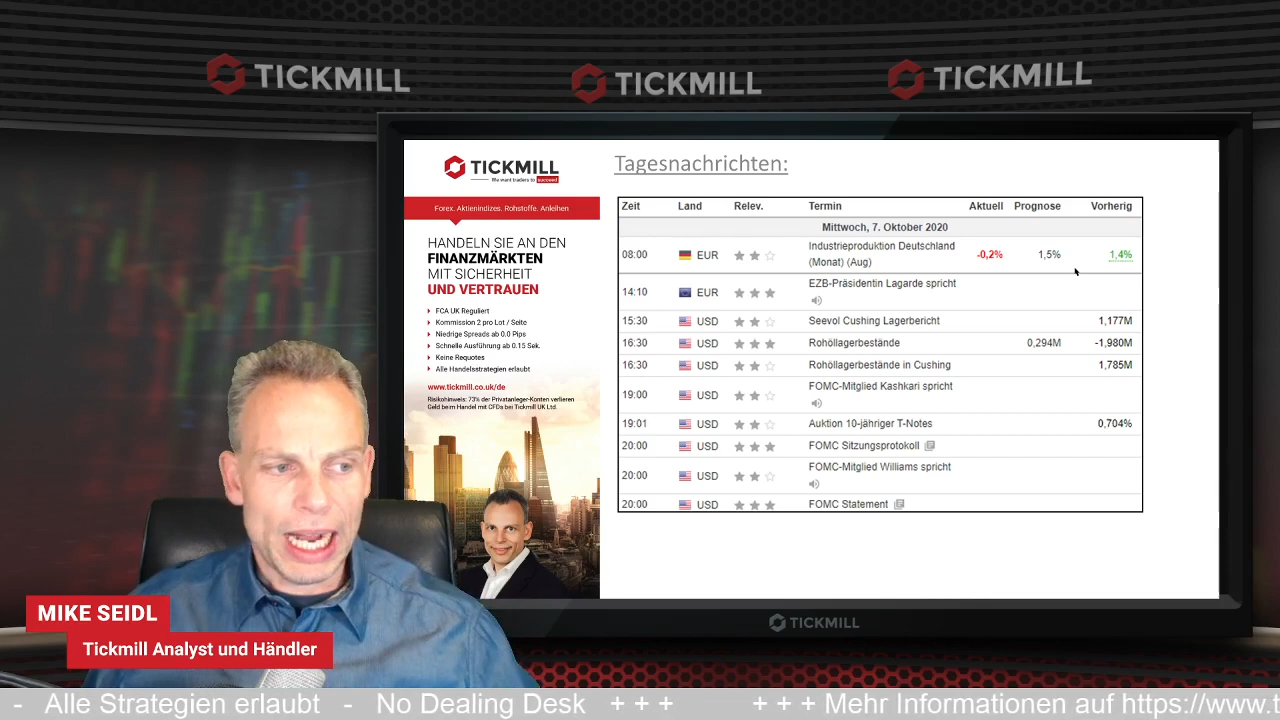 TICKMILL
TICKMILL
TICKMILL
TICKMILL
We want traders to succeed
Forex. Aktienindizes. Rohstoffe. Anleihen
HANDELN SIE AN DEN
FINANZMÄRKTEN
MIT SICHERHEIT
UND VERTRAUEN
FCA UK Reguliert
Kommission 2 pro Lot / Seite
Niedrige Spreads ab 0.0 Pips
Schnelle Ausführung ab 0.15 Sek.
Keine Requotes
Alle Handelsstrategien erlaubt
www.tickmill.co.uk/de
Risikohinweis: 73% der Privatanleger-Konten verlieren
Geld beim Handel mit CFDs bei Tickmill UK Ltd.
Tagesnachrichten:
Zeit Land Relev. Termin Aktuell Prognose Vorherig
Mittwoch, 7. Oktober 2020
08:00 EUR Industrieproduktion Deutschland
(Monat) (Aug) -0,2% 1,5% 1,4%
14:10 EUR EZB-Präsidentin Lagarde spricht
15:30 USD Seevol Cushing Lagerbericht 1,177M
16:30 USD Rohöllagerbestände 0,294M -1,980M
16:30 USD Rohöllagerbestände in Cushing 1,785M
19:00 USD FOMC-Mitglied Kashkari spricht
19:01 USD Auktion 10-jähriger T-Notes 0,704%
20:00 USD FOMC Sitzungsprotokoll
20:00 USD FOMC-Mitglied Williams spricht
20:00 USD FOMC Statement
TICKMILL
MIKE SEIDL
Tickmill Analyst und Händler
- Alle Strategien erlaubt - No Dealing Desk + + + + + + Mehr Informationen auf https://www.t